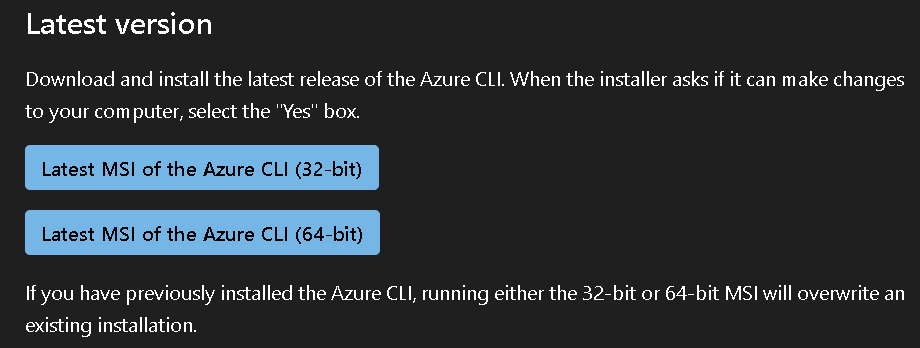 Latest version
Download and install the latest release of the Azure CLI. When the installer asks if it can make changes
to your computer, select the "Yes" box.
Latest MSI of the Azure CLI (32-bit)
Latest MSI of the Azure CLI (64-bit)
If you have previously installed the Azure CLI, running either the 32-bit or 64-bit MSI will overwrite an
existing installation.